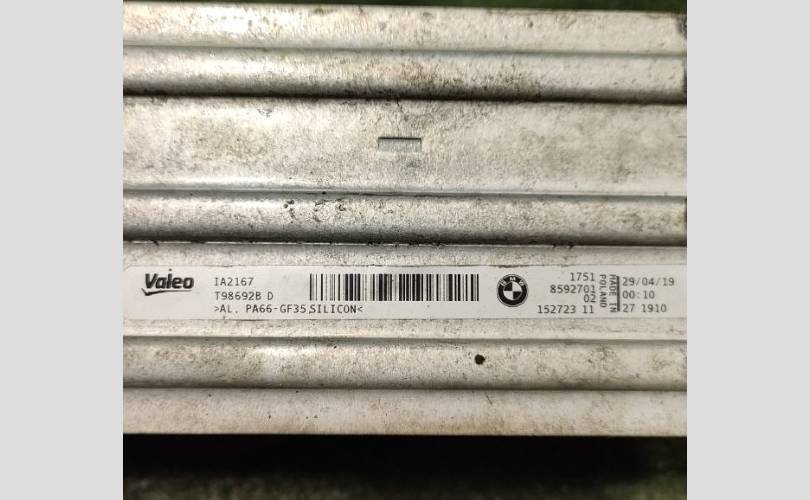 Valeo
IA2167
T98692B D
>AL. PA66-GF35 SILICON<
BMW
1751
8592701
02
152723 11
MADE IN
POLAND
29/04/19
00:10
27 1910